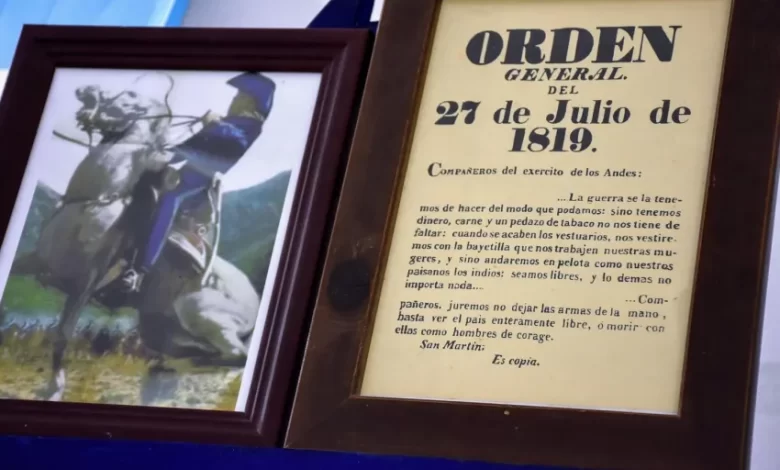 ORDEN
GENERAL.
DEL
27 de Julio de
1819.
Compañeros del exercito de los Andes:
...La guerra se la tene-
mos de hacer del modo que podamos: sino tenemos
dinero, carne y un pedazo de tabaco no nos tiene de
faltar: cuando se acaben los vestuarios, nos vestire-
mos con la bayetilla que nos trabajen nuestras mu-
geres, y sino andaremos en pelota como nuestros
paisanos los indios: seamos libres, y lo demas no
importa nada...
...Com-
pañeros, juremos no dejar las armas de la mano,
hasta ver el pais enteramente libre, ó morir con
ellas como hombres de corage.
San Martin:
Es copia.